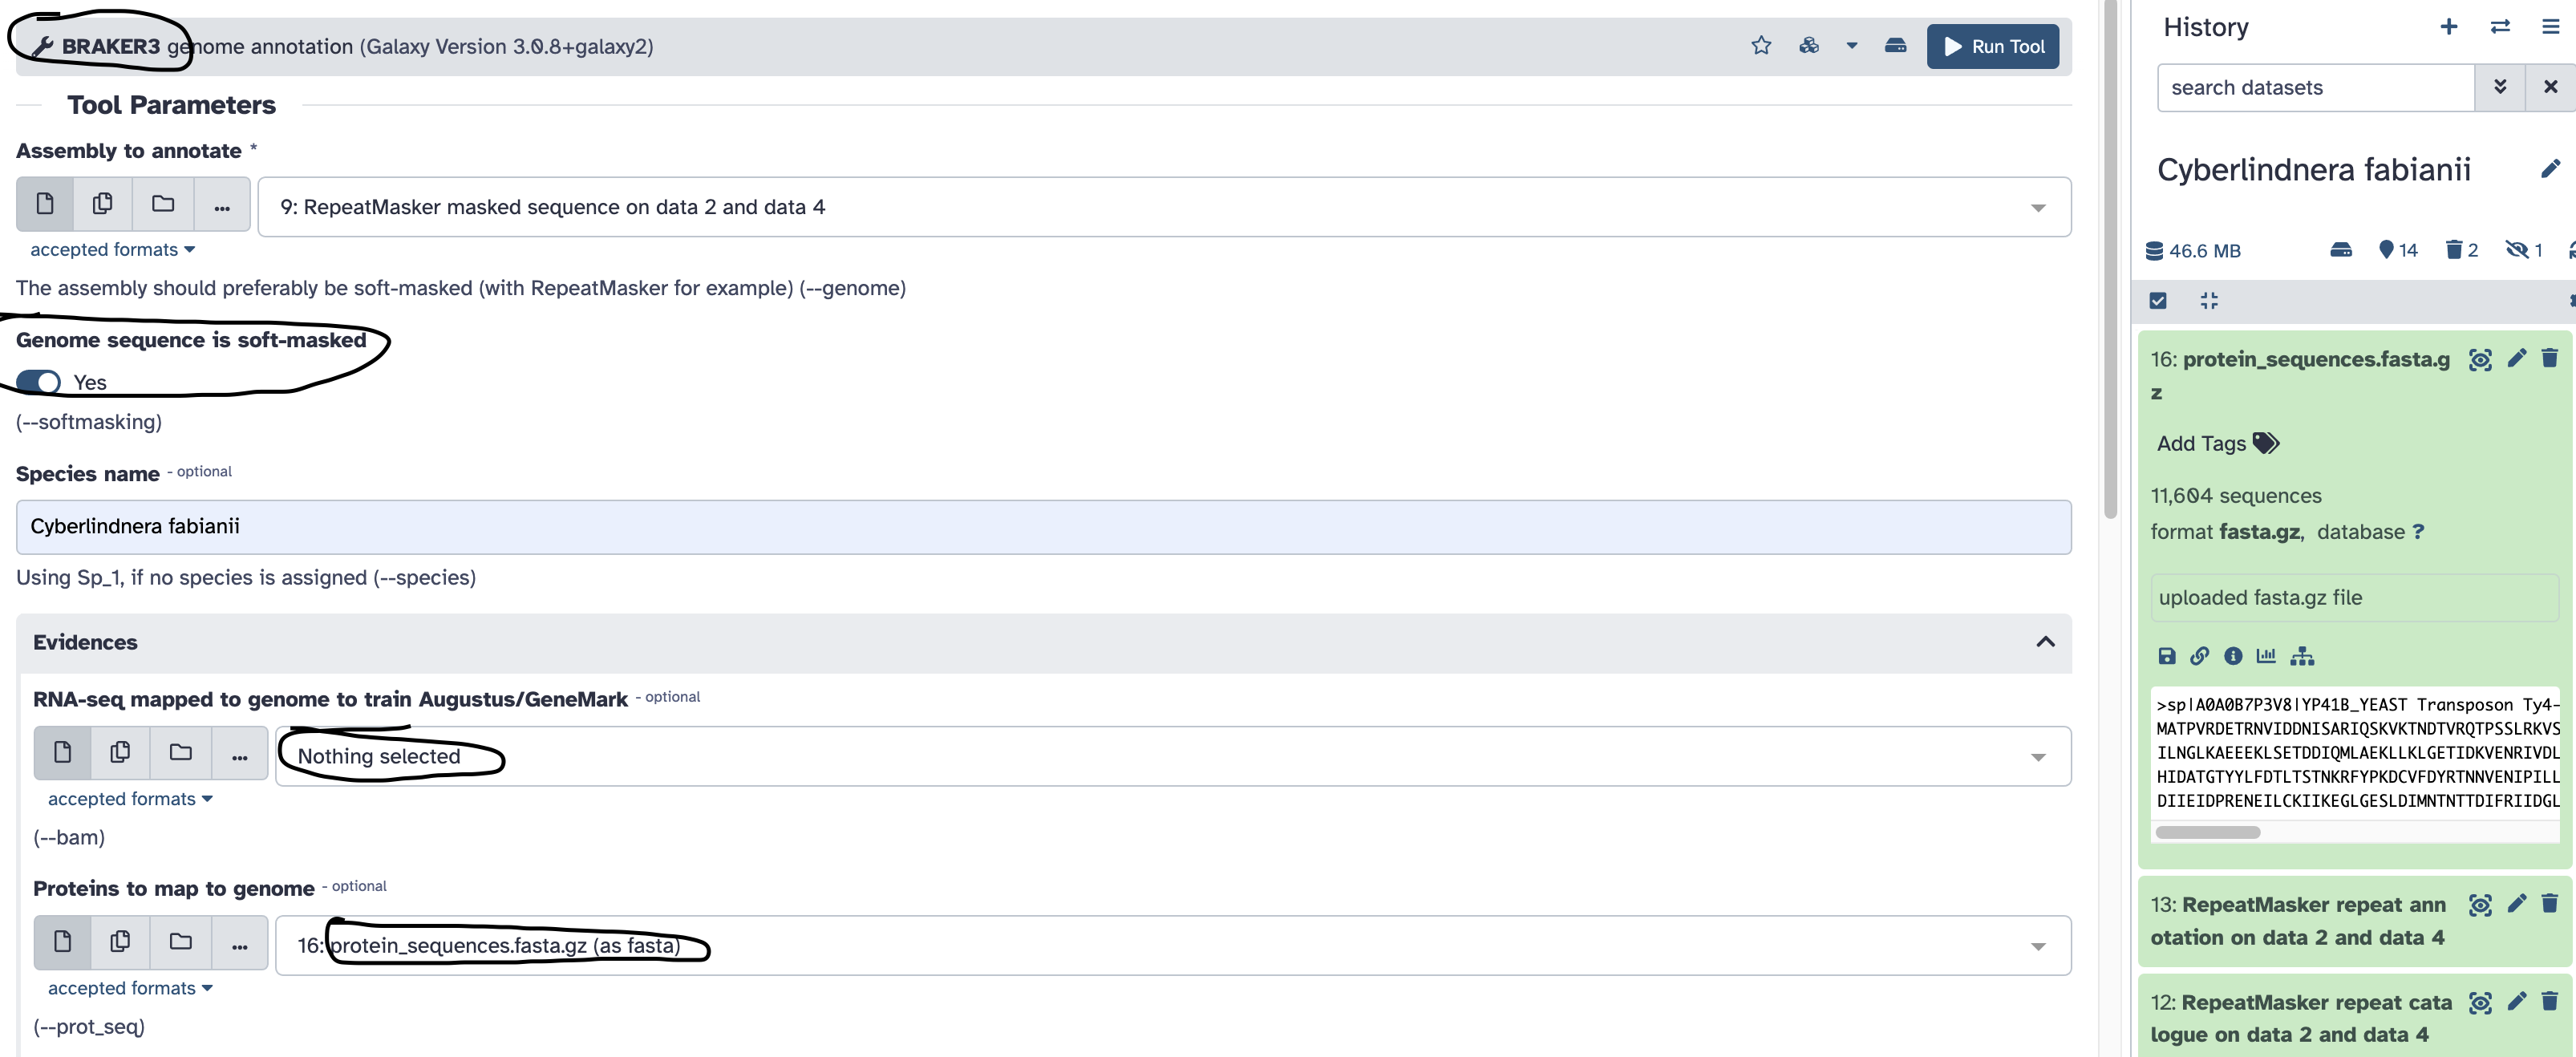 BRAKER3 genome annotation (Galaxy Version 3.0.8+galaxy2)
Run Tool
Tool Parameters
Assembly to annotate *
...
9: RepeatMasker masked sequence on data 2 and data 4
accepted formats
The assembly should preferably be soft-masked (with RepeatMasker for example) (--genome)
Genome sequence is soft-masked
Yes
(--softmasking)
Species name - optional
Cyberlindnera fabianii
Using Sp_1, if no species is assigned (--species)
Evidences
RNA-seq mapped to genome to train Augustus/GeneMark - optional
...
Nothing selected
accepted formats
(--bam)
Proteins to map to genome - optional
...
16: protein_sequences.fasta.gz (as fasta)
accepted formats
(--prot_seq)
History
search datasets
Cyberlindnera fabianii
46.6 MB
14
2
1
16: protein_sequences.fasta.g
z
Add Tags
11,604 sequences
format fasta.gz, database ?
uploaded fasta.gz file
>sp|A0A0B7P3V8|YP41B_YEAST Transposon Ty4-
MATPVRDETRNVIDDNISARIQSKVKTNDTVRQTPSSLRKVS
ILNGLKAEEEKLSETDDIQMLAEKLLKLGETIDKVENRIVDL
HIDATGTYYLFDTLTSTNKRFYPKDCVFDYRTNNVENIPILL
DIIEIDPRENEILCKIIKEGLGESLDIMNTNTTDIFRIIDGL
13: RepeatMasker repeat ann
otation on data 2 and data 4
12: RepeatMasker repeat cata
logue on data 2 and data 4